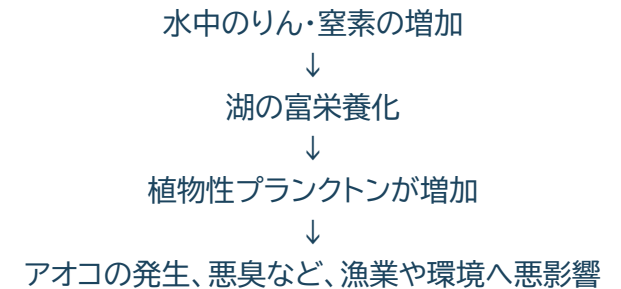 水中のりん・窒素の増加
↓
湖の富栄養化
↓
植物性プランクトンが増加
↓
アオコの発生、悪臭など、漁業や環境へ悪影響